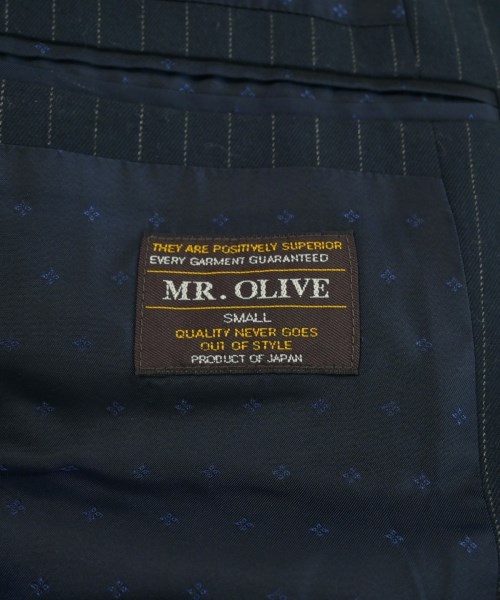 THEY ARE POSITIVELY SUPERIOR
EVERY GARMENT GUARANTEED
MR. OLIVE
SMALL
QUALITY NEVER GOES
OUT OF STYLE
PRODUCT OF JAPAN